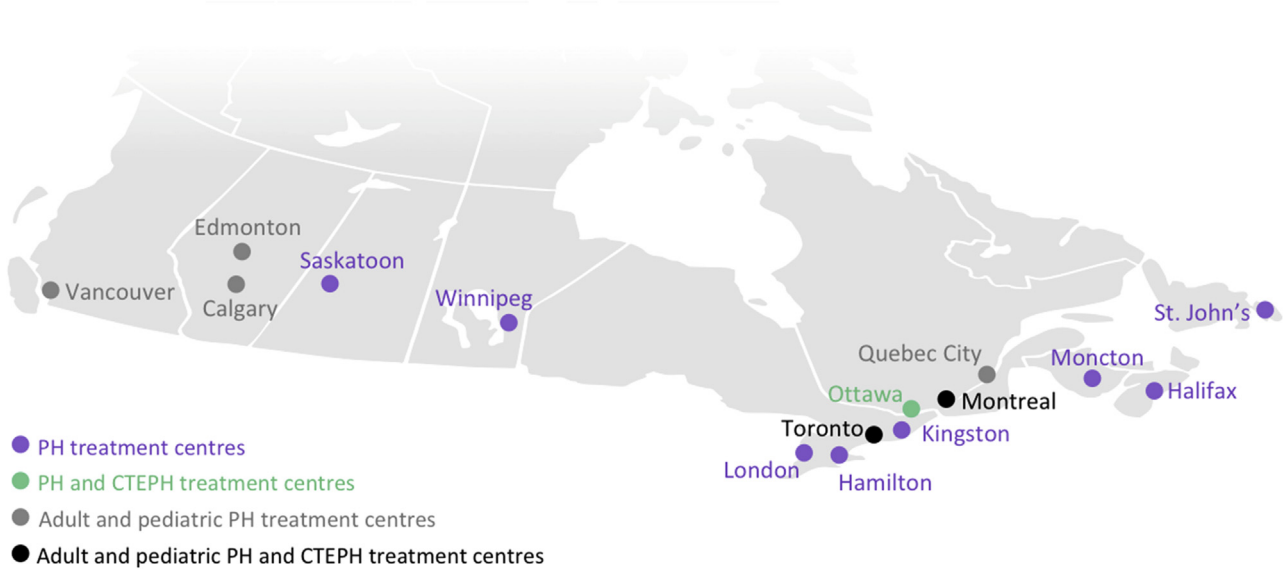 Edmonton
Saskatoon
Vancouver
Calgary
Winnipeg
St. John’s
Quebec City
Moncton
Ottawa
Halifax
Montreal
Toronto
Kingston
London
Hamilton
PH treatment centres
PH and CTEPH treatment centres
Adult and pediatric PH treatment centres
Adult and pediatric PH and CTEPH treatment centres